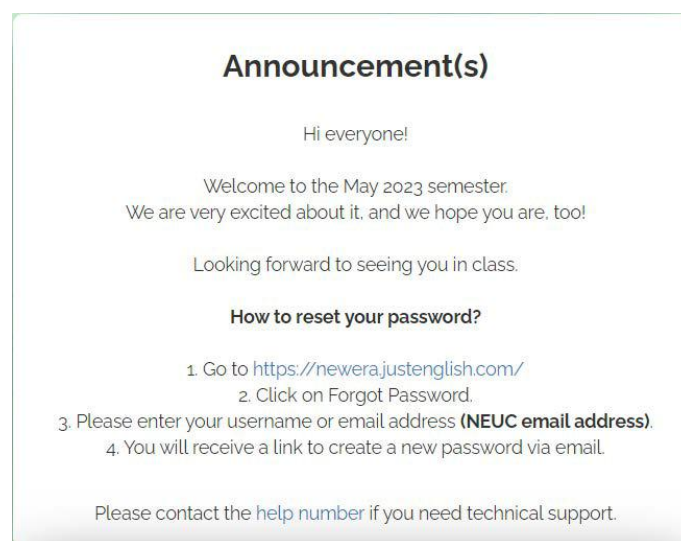 Announcement(s)
Hi everyone!
Welcome to the May 2023 semester.
We are very excited about it, and we hope you are, too!
Looking forward to seeing you in class.
How to reset your password?
1. Go to https://newera.justenglish.com/
2. Click on Forgot Password.
3. Please enter your username or email address (NEUC email address).
4. You will receive a link to create a new password via email.
Please contact the help number if you need technical support.